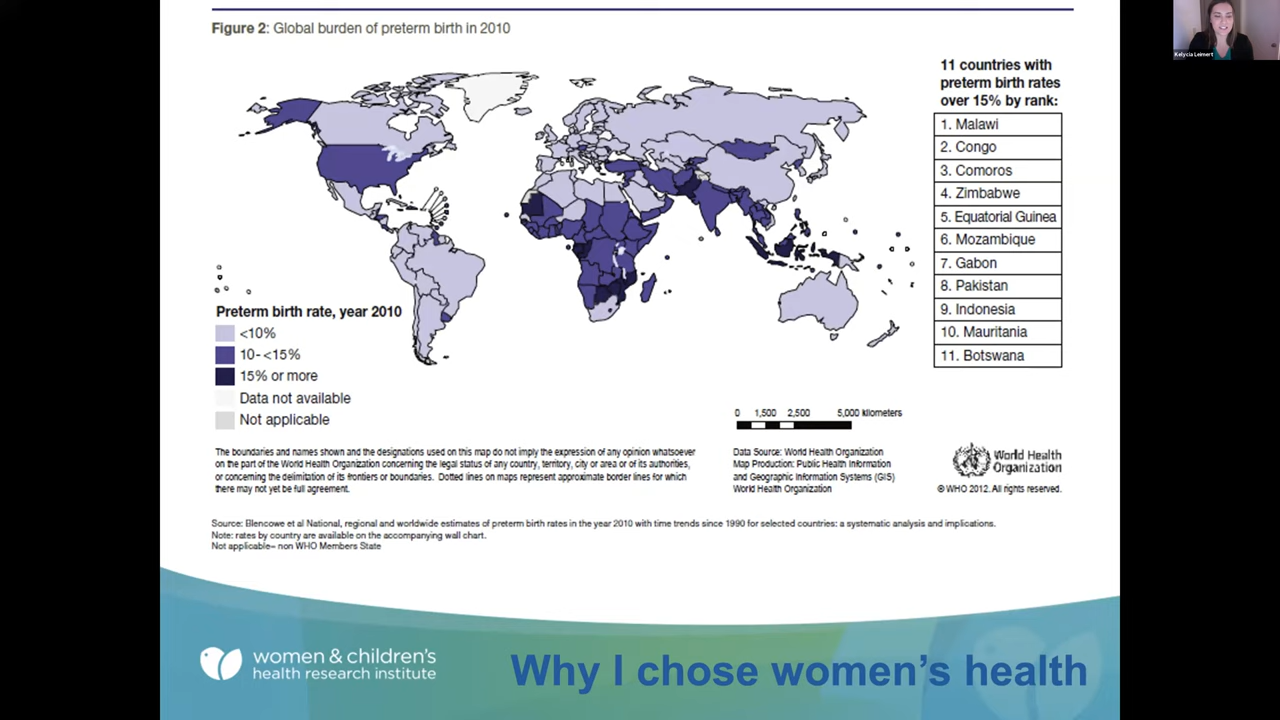 Figure 2: Global burden of preterm birth in 2010
Kelycia Leimert
11 countries with
preterm birth rates
over 15% by rank:
1. Malawi
2. Congo
3. Comoros
4. Zimbabwe
5. Equatorial Guinea
6. Mozambique
7. Gabon
8. Pakistan
9. Indonesia
10. Mauritania
11. Botswana
Preterm birth rate, year 2010
<10%
10- <15%
15% or more
Data not available
Not applicable
0 1,500 2,500 5,000 kilometers
The boundaries and names shown and the designations used on this map do not imply the expression of any opinion whatsoever
on the part of the World Health Organization concerning the legal status of any country, territory, city or area or of its authorities,
or concerning the delimitation of its frontiers or boundaries. Dotted lines on maps represent approximate border lines for which
there may not yet be full agreement.
Data Source: World Health Organization
Map Production: Public Health Information
and Geographic Information Systems (GIS)
World Health Organization
World Health
Organization
© WHO 2012. All rights reserved.
Source: Blencowe et al National, regional and worldwide estimates of preterm birth rates in the year 2010 with time trends since 1990 for selected countries: a systematic analysis and implications.
Note: rates by country are available on the accompanying wall chart.
Not applicable– non WHO Members State
women & children's
health research institute
Why I chose women's health